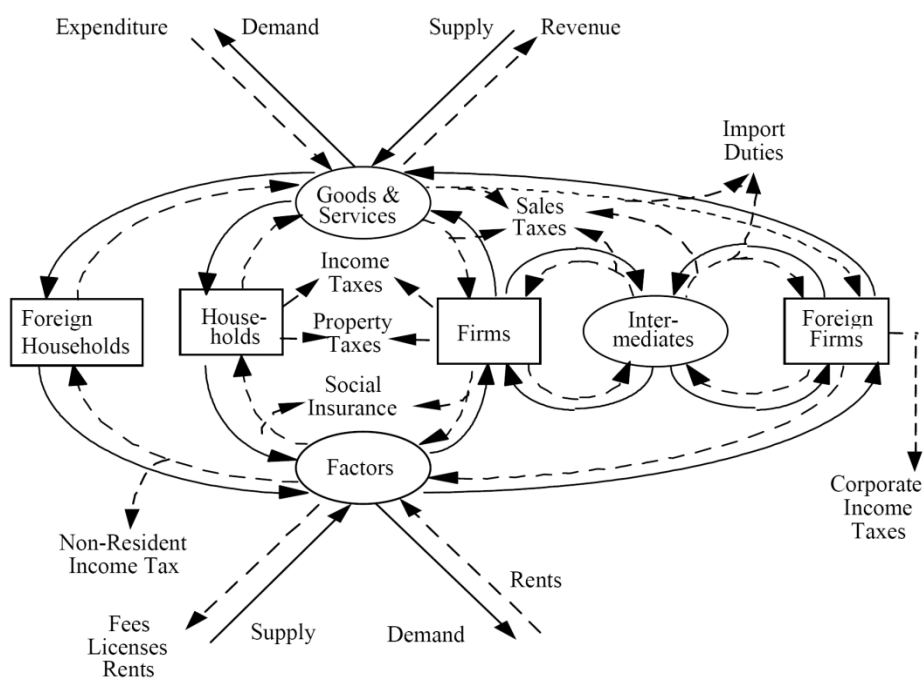 Expenditure
Demand
Supply
Revenue
Import
Duties
Goods &
Services
Sales
Taxes
Income
Taxes
Foreign
Households
House-
holds
Property
Taxes
Firms
Inter-
mediates
Foreign
Firms
Social
Insurance
Factors
Corporate
Income
Taxes
Non-Resident
Income Tax
Rents
Fees
Licenses
Rents
Supply
Demand